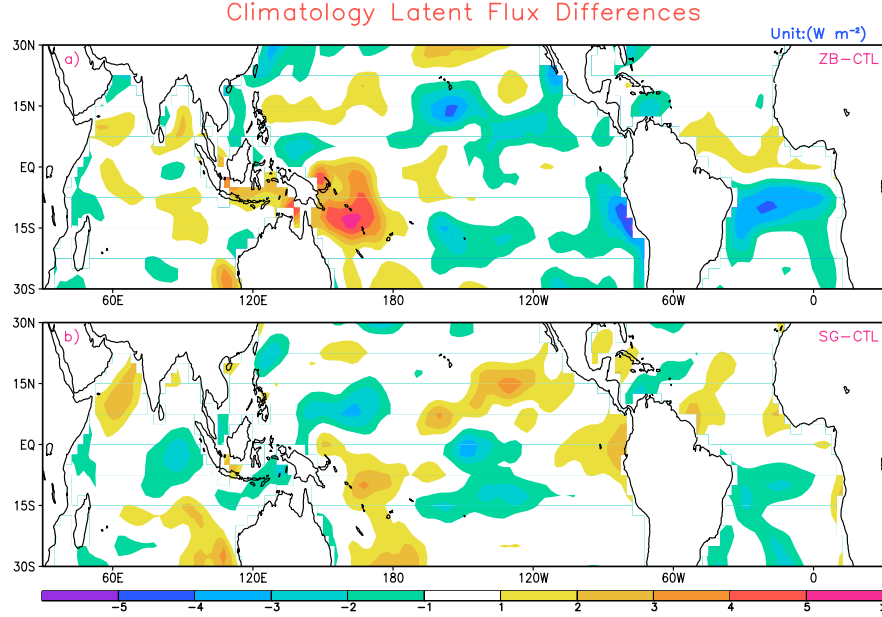 Climatology Latent Flux Differences
Unit:(W m⁻²)
a) ZB−CTL
30N
15N
EQ
15S
30S
60E 120E 180 120W 60W 0
b) SG−CTL
30N
15N
EQ
15S
30S
60E 120E 180 120W 60W 0
−5 −4 −3 −2 −1 1 2 3 4 5